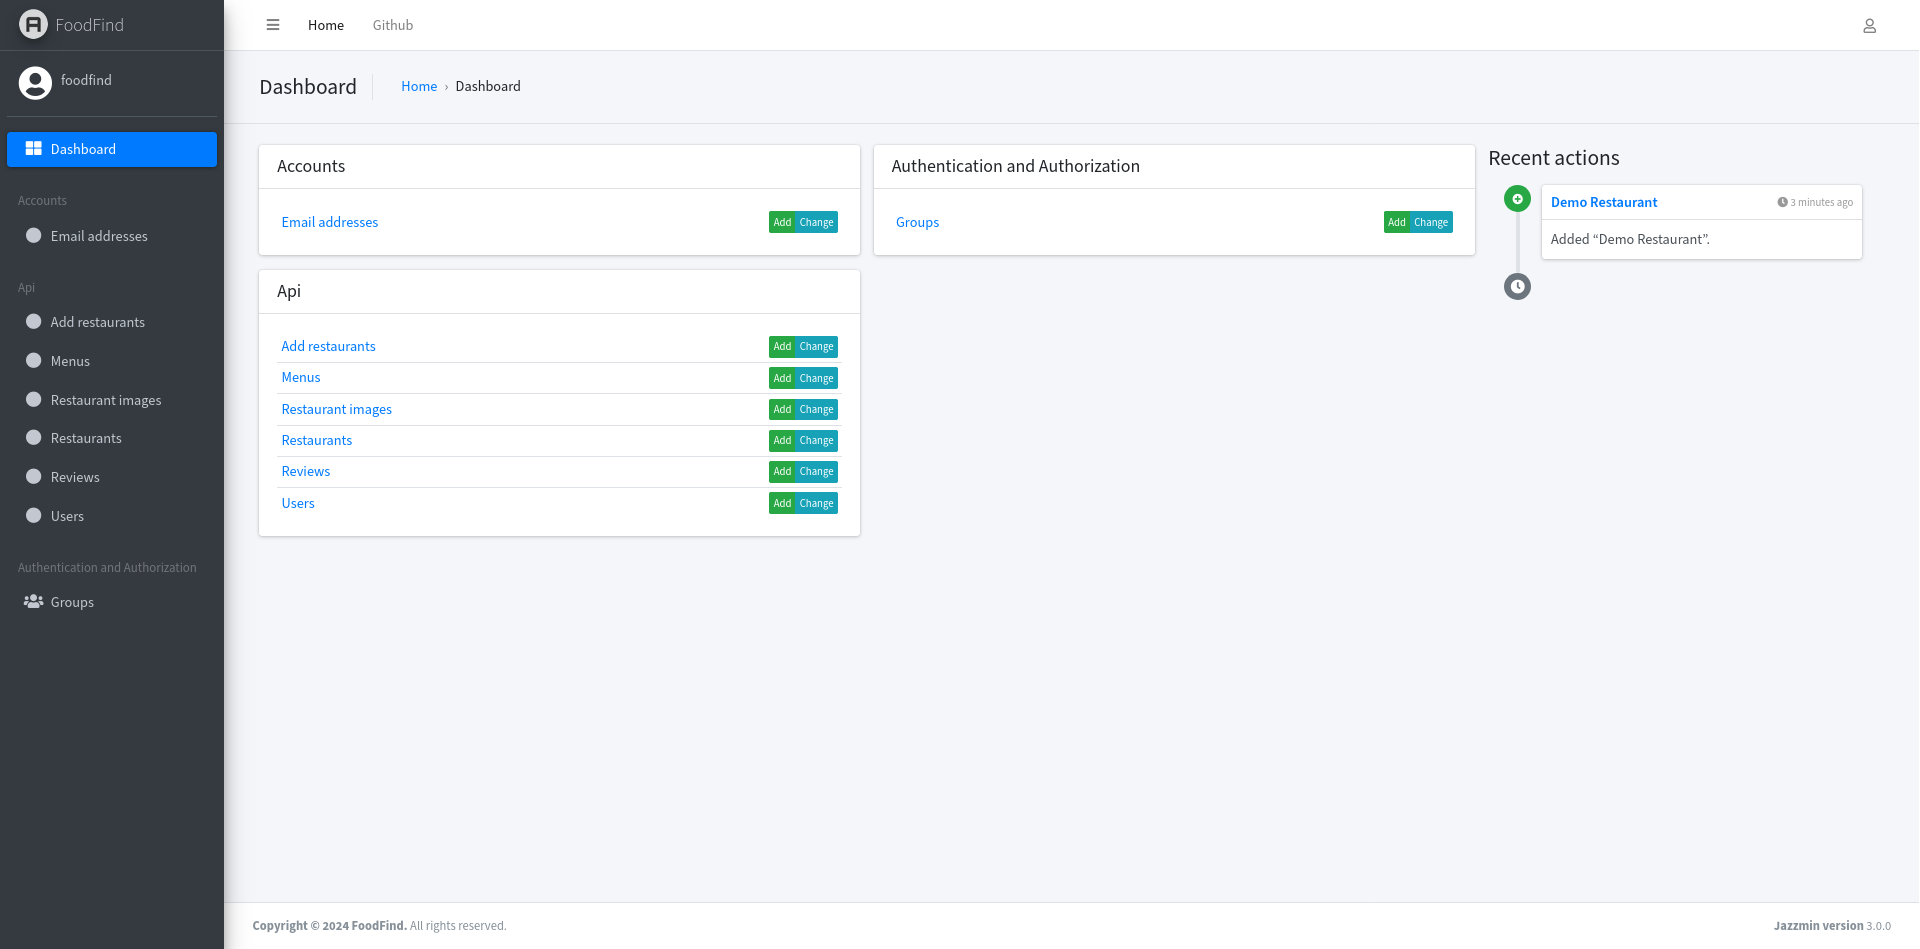 FoodFind
foodfind
Dashboard
Accounts
Email addresses
Api
Add restaurants
Menus
Restaurant images
Restaurants
Reviews
Users
Authentication and Authorization
Groups
Home Github
Dashboard Home › Dashboard
Accounts
Email addresses Add Change
Authentication and Authorization
Groups Add Change
Api
Add restaurants Add Change
Menus Add Change
Restaurant images Add Change
Restaurants Add Change
Reviews Add Change
Users Add Change
Recent actions
Demo Restaurant 3 minutes ago
Added “Demo Restaurant”.
Copyright © 2024 FoodFind. All rights reserved.
Jazzmin version 3.0.0